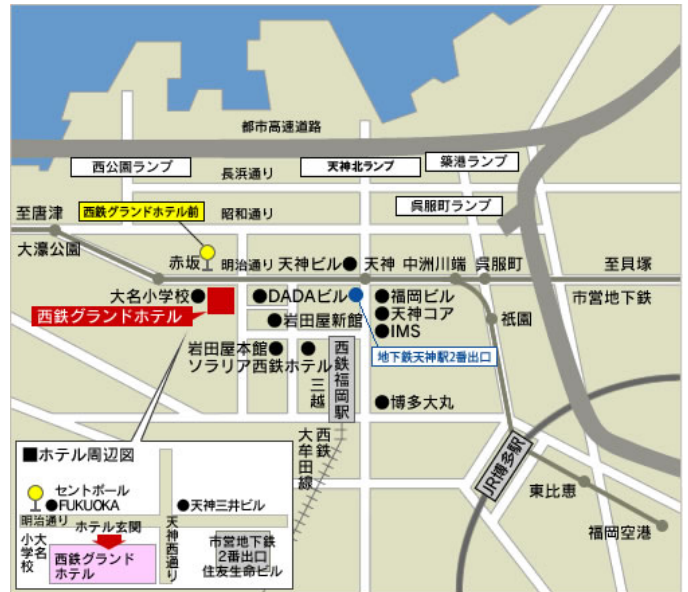 都市高速道路
西公園ランプ
天神北ランプ
築港ランプ
長浜通り
呉服町ランプ
至唐津
西鉄グランドホテル前
昭和通り
大濠公園
赤坂
明治通り
天神ビル
天神
中洲川端
呉服町
至貝塚
大名小学校
DADAビル
福岡ビル
市営地下鉄
西鉄グランドホテル
岩田屋新館
天神コア
祇園
IMS
岩田屋本館
地下鉄天神駅2番出口
ソラリア西鉄ホテル
西鉄福岡駅
三越
博多大丸
西鉄
大牟田線
JR博多駅
東比恵
福岡空港
■ホテル周辺図
セントポール
FUKUOKA
天神三井ビル
明治通り
ホテル玄関
大名
小学校
西鉄グランド
ホテル
天神西通り
市営地下鉄
2番出口
住友生命ビル